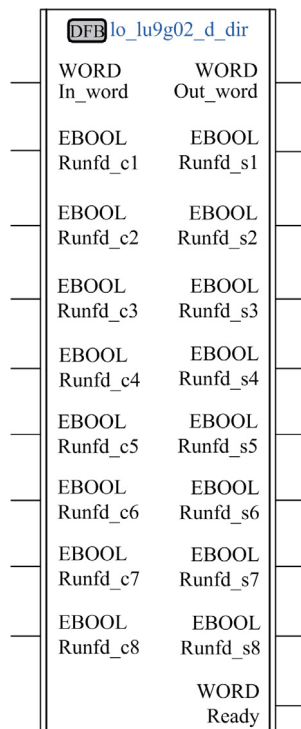 DFB lo_lu9g02_d_dir
WORD WORD
In_word Out_word
EBOOL EBOOL
Runfd_c1 Runfd_s1
EBOOL EBOOL
Runfd_c2 Runfd_s2
EBOOL EBOOL
Runfd_c3 Runfd_s3
EBOOL EBOOL
Runfd_c4 Runfd_s4
EBOOL EBOOL
Runfd_c5 Runfd_s5
EBOOL EBOOL
Runfd_c6 Runfd_s6
EBOOL EBOOL
Runfd_c7 Runfd_s7
EBOOL EBOOL
Runfd_c8 Runfd_s8
WORD
Ready